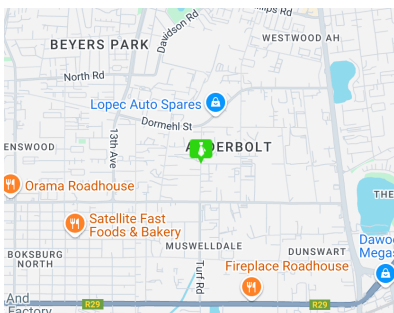 Davidson Rd
WESTWOOD AH
BEYERS PARK
North Rd
Lopec Auto Spares
Dormehl St
13th Ave
ENSWOOD
Orama Roadhouse
THE
Satellite Fast
Foods & Bakery
MUSWELLDALE
DUNSWART
Dawo
Megas
BOKSBURG
NORTH
Turf Rd
Fireplace Roadhouse
And
Factory
R29
R29